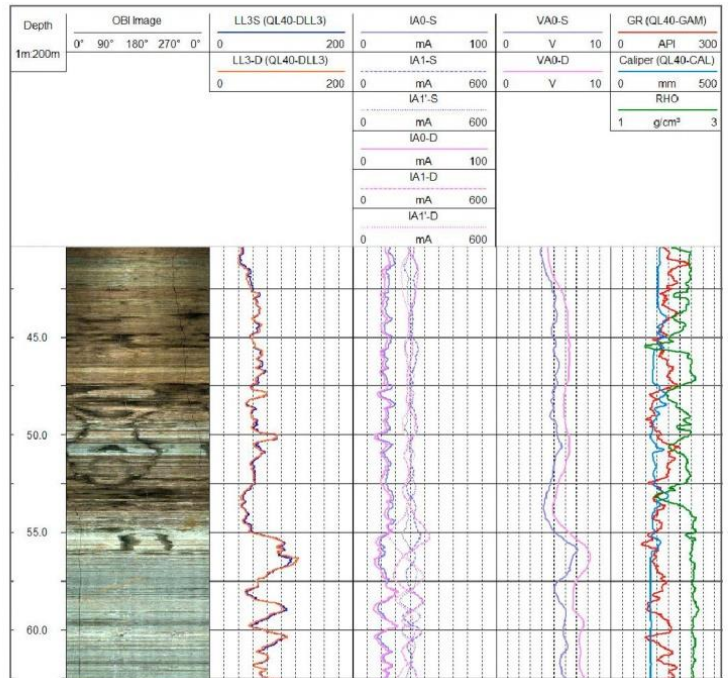 Depth
1m:200m
OBI Image
0° 90° 180° 270° 0°
LL3S (QL40-DLL3)
0 200
LL3-D (QL40-DLL3)
0 200
IA0-S
0 mA 100
IA1-S
0 mA 600
IA1'-S
0 mA 600
IA0-D
0 mA 100
IA1-D
0 mA 600
IA1'-D
0 mA 600
VA0-S
0 V 10
VA0-D
0 V 10
GR (QL40-GAM)
0 API 300
Caliper (QL40-CAL)
0 mm 500
RHO
1 g/cm³ 3
45.0
50.0
55.0
60.0